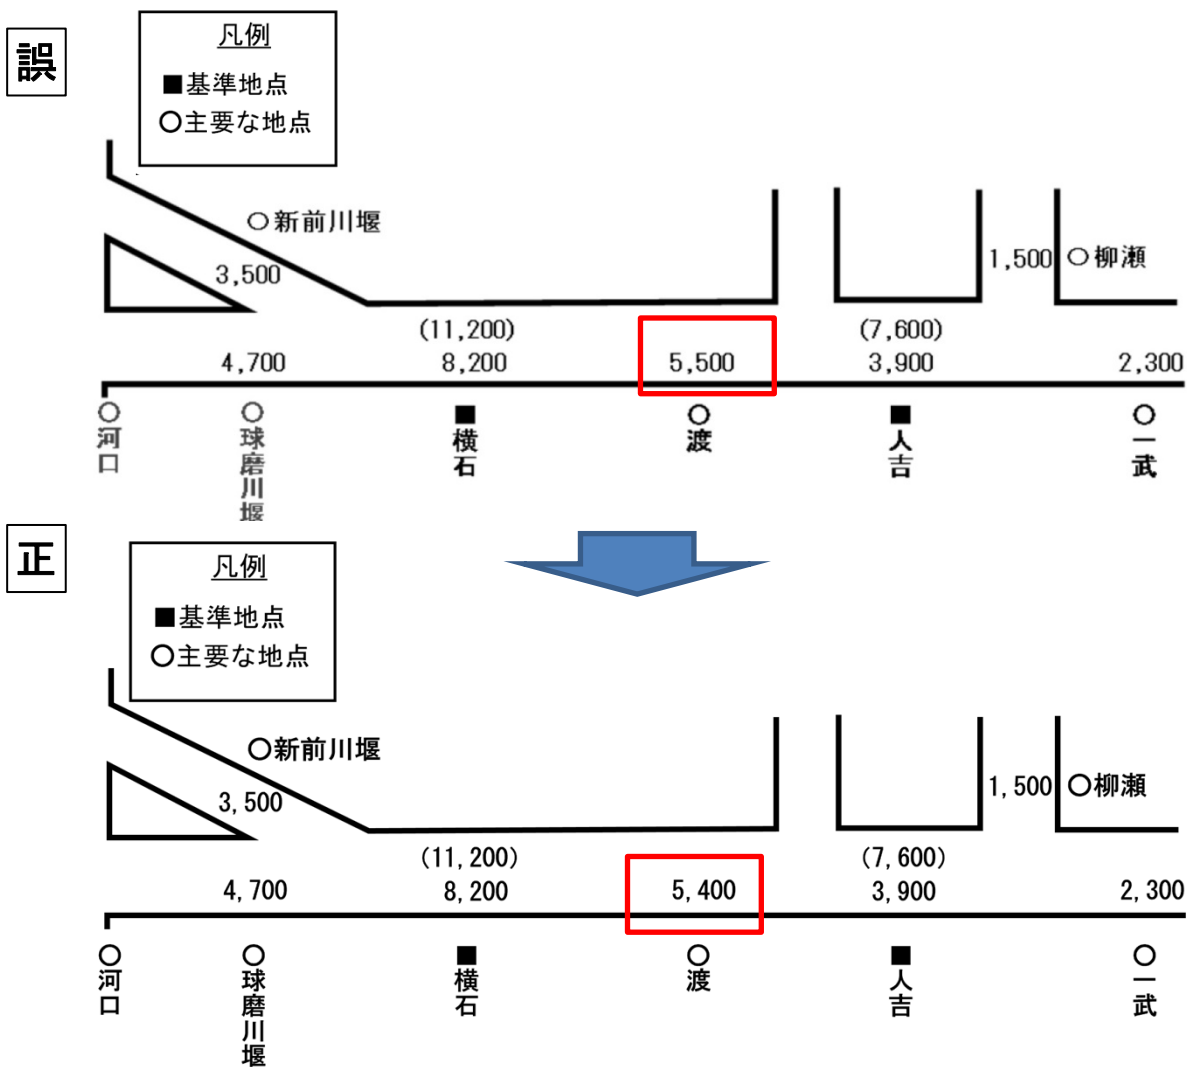 誤
凡例
■基準地点
○主要な地点
○新前川堰
3,500
1,500
○柳瀬
(11,200)
(7,600)
4,700
8,200
5,500
3,900
2,300
○河口
○球磨川堰
■横石
○渡
■人吉
○一武
正
凡例
■基準地点
○主要な地点
○新前川堰
3,500
1,500
○柳瀬
(11,200)
(7,600)
4,700
8,200
5,400
3,900
2,300
○河口
○球磨川堰
■横石
○渡
■人吉
○一武